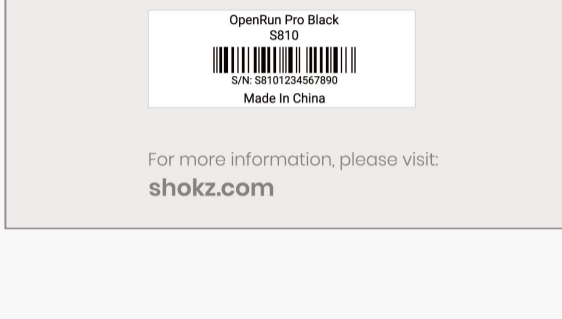 OpenRun Pro Black
S810
S/N: S8101234567890
Made In China
For more information, please visit:
shokz.com